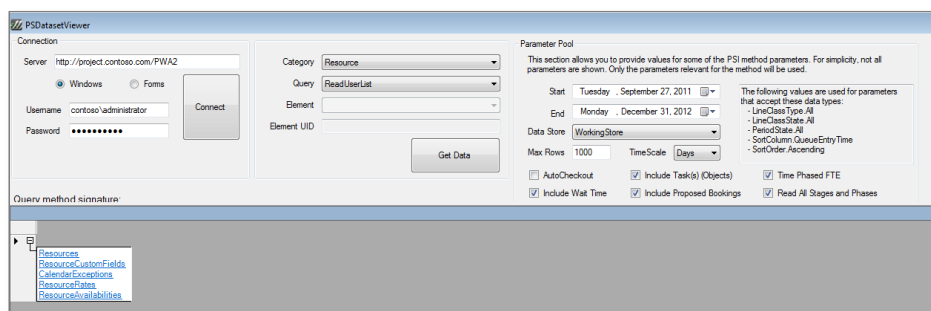 PSDatasetViewer
Connection
Server http://project.contoso.com/PWA2
Windows Forms
Username contoso\administrator
Password ●●●●●●●●●●
Connect
Category Resource
Query ReadUserList
Element
Element UID
Get Data
Parameter Pool
This section allows you to provide values for some of the PSI method parameters. For simplicity, not all
parameters are shown. Only the parameters relevant for the method will be used.
Start Tuesday , September 27, 2011
End Monday , December 31, 2012
Data Store WorkingStore
Max Rows 1000 TimeScale Days
The following values are used for parameters
that accept these data types:
- LineClassType.All
- LineClassState.All
- PeriodState.All
- SortColumn.QueueEntryTime
- SortOrder.Ascending
AutoCheckout Include Task(s) (Objects) Time Phased FTE
Include Wait Time Include Proposed Bookings Read All Stages and Phases
Query method signature:
Resources
ResourceCustomFields
CalendarExceptions
ResourceRates
ResourceAvailabilities